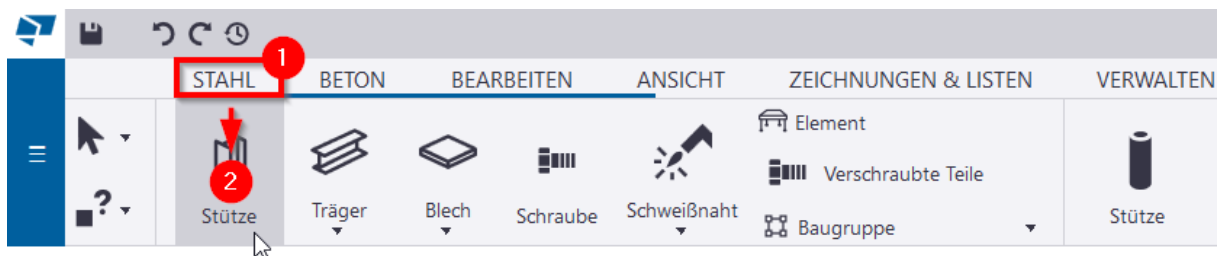 1
STAHL BETON BEARBEITEN ANSICHT ZEICHNUNGEN & LISTEN VERWALTEN
Element
2
Verschraubte Teile
Stütze Träger Blech Schraube Schweißnaht Baugruppe Stütze